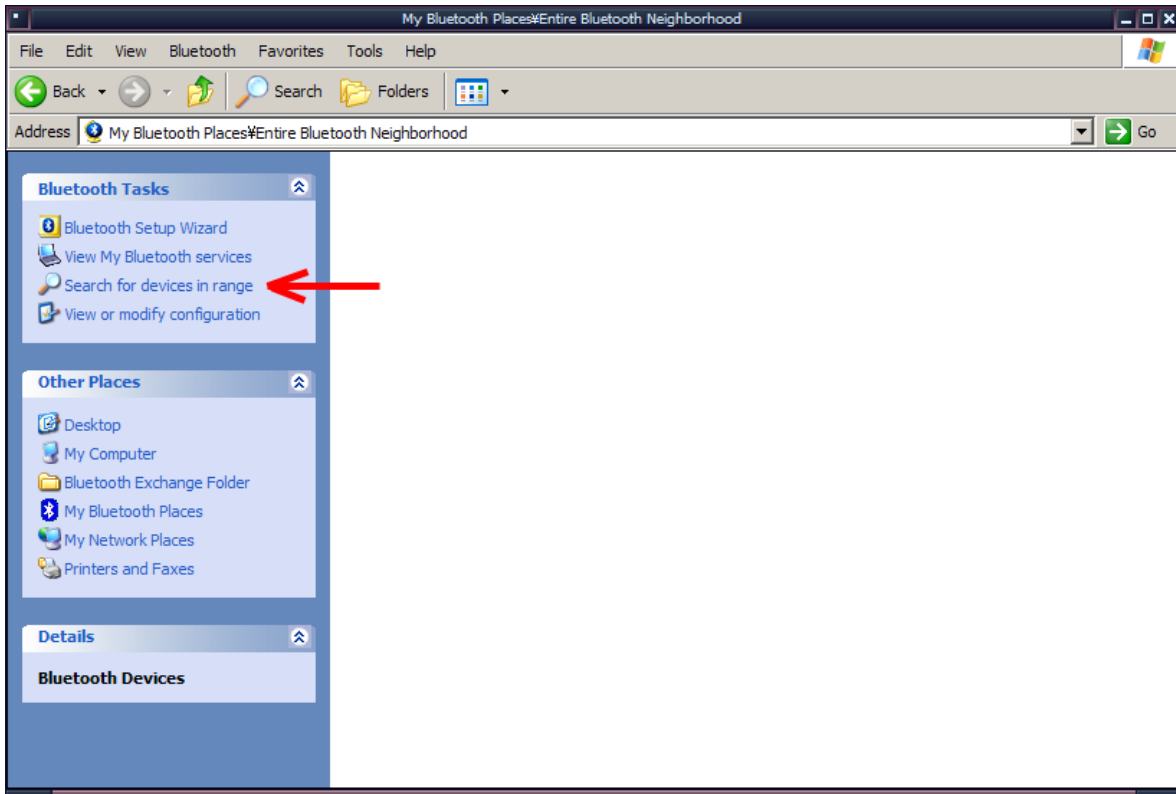 My Bluetooth Places¥Entire Bluetooth Neighborhood
File Edit View Bluetooth Favorites Tools Help
Back Search Folders
Address My Bluetooth Places¥Entire Bluetooth Neighborhood Go
Bluetooth Tasks
Bluetooth Setup Wizard
View My Bluetooth services
Search for devices in range
View or modify configuration
Other Places
Desktop
My Computer
Bluetooth Exchange Folder
My Bluetooth Places
My Network Places
Printers and Faxes
Details
Bluetooth Devices